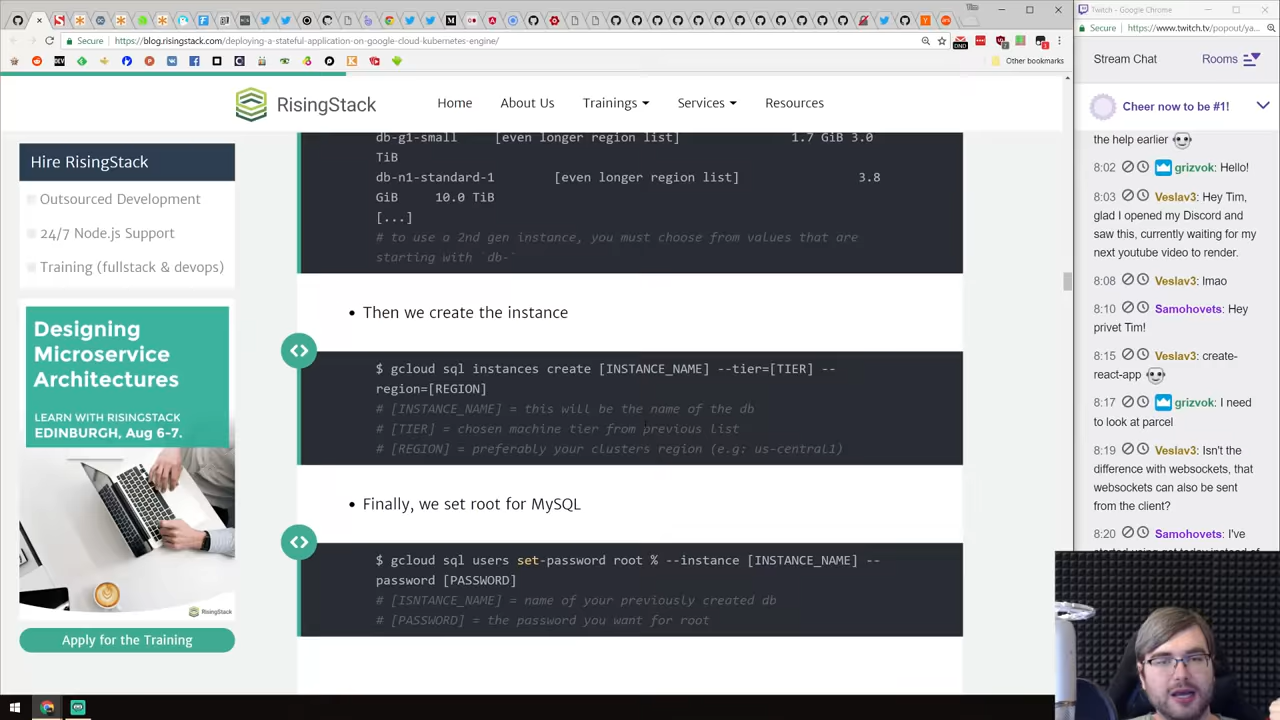 Twitch - Google Chrome
Secure
https://blog.risingstack.com/deploying-a-stateful-application-on-google-cloud-kubernetes-engine/
Secure
https://www.twitch.tv/popout/ya...
Other bookmarks
RisingStack
Home
About Us
Trainings
Services
Resources
Hire RisingStack
Outsourced Development
24/7 Node.js Support
Training (fullstack & devops)
Designing
Microservice
Architectures
LEARN WITH RISINGSTACK
EDINBURGH, Aug 6-7.
RisingStack
Apply for the Training
db-g1-small [even longer region list] 1.7 GiB 3.0
TiB
db-n1-standard-1 [even longer region list] 3.8
GiB 10.0 TiB
[...]
# to use a 2nd gen instance, you must choose from values that are
starting with `db-`
Then we create the instance
$ gcloud sql instances create [INSTANCE_NAME] --tier=[TIER] --
region=[REGION]
# [INSTANCE_NAME] = this will be the name of the db
# [TIER] = chosen machine tier from previous list
# [REGION] = preferably your clusters region (e.g: us-central1)
Finally, we set root for MySQL
$ gcloud sql users set-password root % --instance [INSTANCE_NAME] --
password [PASSWORD]
# [ISNTANCE_NAME] = name of your previously created db
# [PASSWORD] = the password you want for root
Stream Chat
Rooms
Cheer now to be #1!
the help earlier
8:02 grizvok: Hello!
8:03 Veslav3: Hey Tim,
glad I opened my Discord and
saw this, currently waiting for my
next youtube video to render.
8:08 Veslav3: lmao
8:10 Samohovets: Hey
privet Tim!
8:15 Veslav3: create-
react-app
8:17 grizvok: I need
to look at parcel
8:19 Veslav3: Isn't the
difference with websockets, that
websockets can also be sent
from the client?
8:20 Samohovets: I've